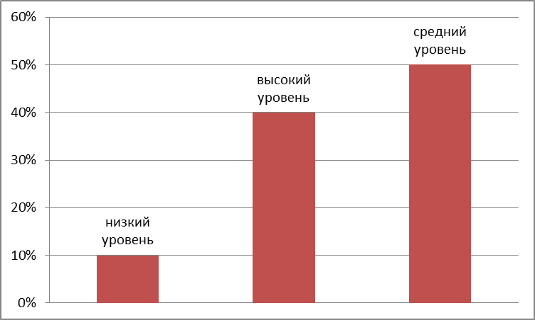 60%
средний
уровень
50%
высокий
уровень
40%
30%
20%
низкий
уровень
10%
0%